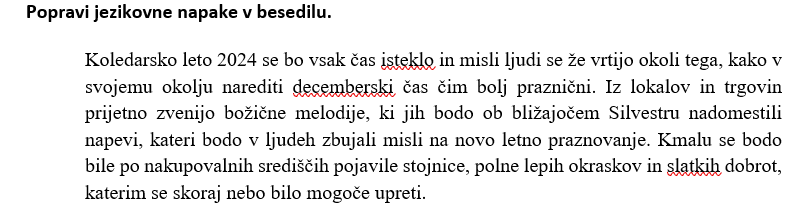 Popravi jezikovne napake v besedilu.
Koledarsko leto 2024 se bo vsak čas isteklo in misli ljudi se že vrtijo okoli tega, kako v
svojemu okolju narediti decemberski čas čim bolj praznični. Iz lokalov in trgovin
prijetno zvenijo božične melodije, ki jih bodo ob bližajočem Silvestru nadomestili
napevi, kateri bodo v ljudeh zbujali misli na novo letno praznovanje. Kmalu se bodo
bile po nakupovalnih središčih pojavile stojnice, polne lepih okraskov in slatkih dobrot,
katerim se skoraj nebo bilo mogoče upreti.